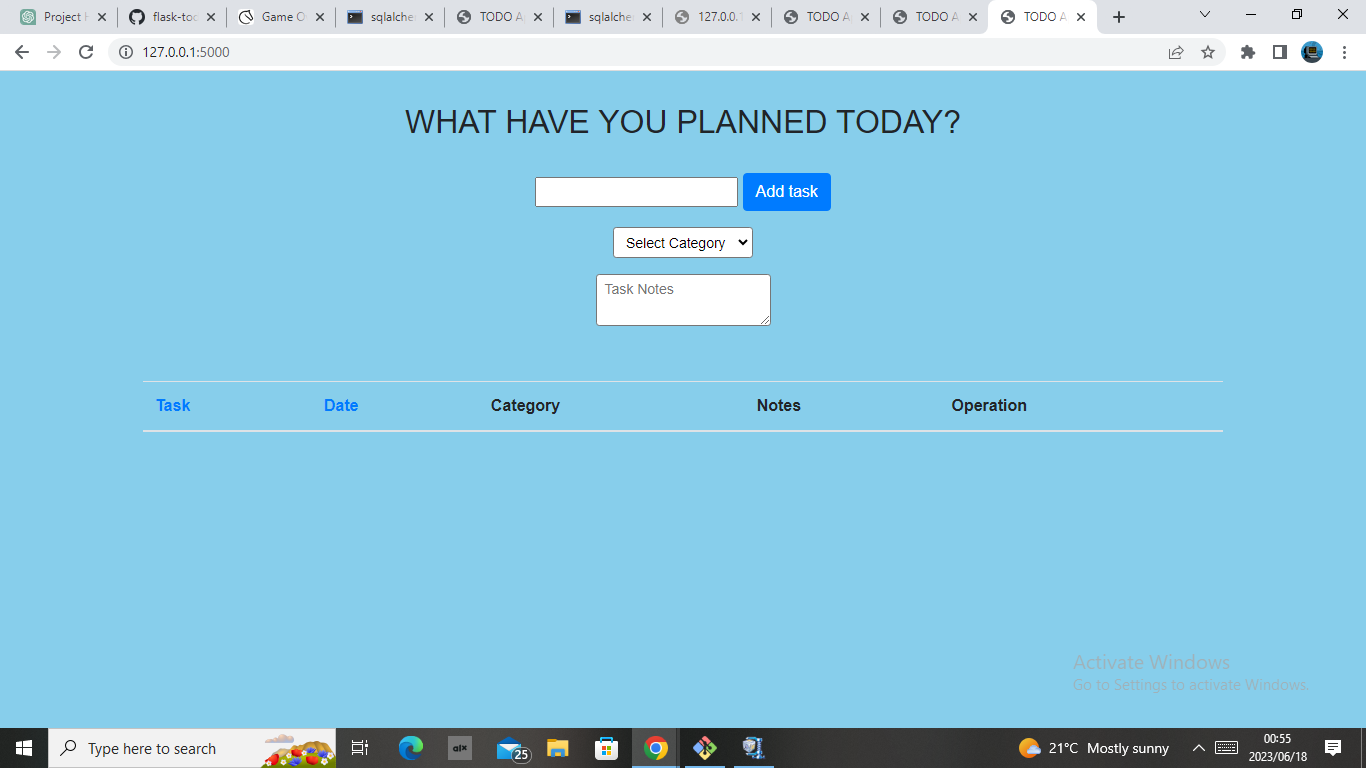 Project H
flask-too
Game O
sqlalche
TODO A
sqlalche
127.0.0.1
TODO A
TODO A
TODO A
127.0.0.1:5000
WHAT HAVE YOU PLANNED TODAY?
Add task
Select Category
Task Notes
Task Date Category Notes Operation
Activate Windows
Go to Settings to activate Windows.
Type here to search
alx
25
21°C Mostly sunny
00:55
2023/06/18